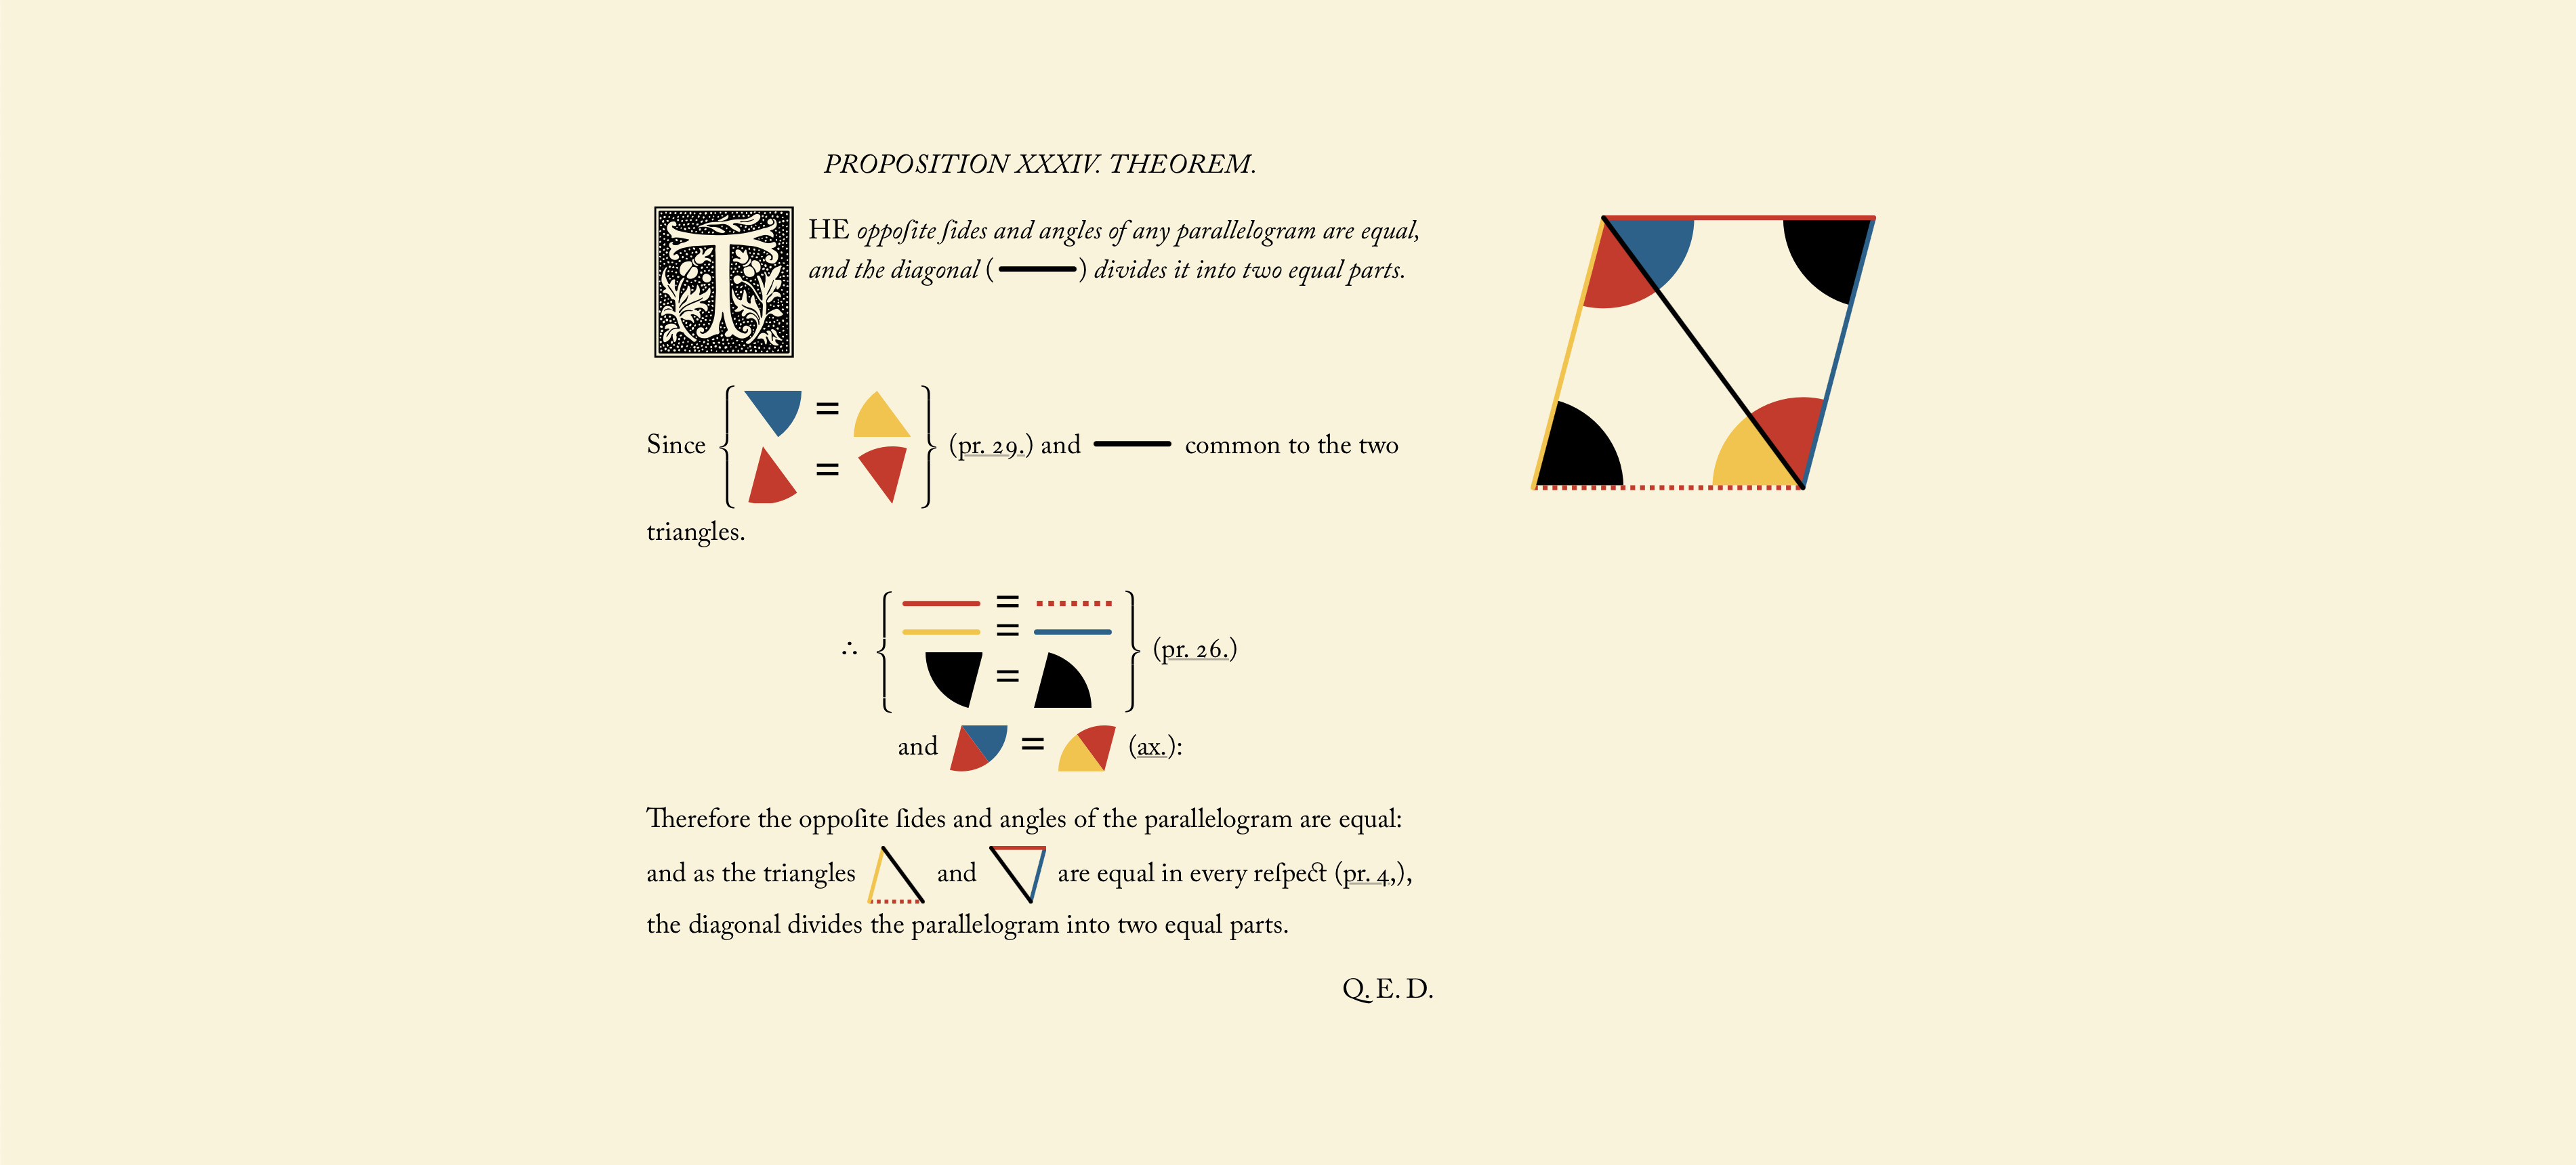 PROPOSITION XXXIV. THEOREM.
THE oppoſite ſides and angles of any parallelogram are equal,
and the diagonal ( ) divides it into two equal parts.
=
Since { } (pr. 29.) and common to the two
=
triangles.
=
=
∴ { } (pr. 26.)
=
and = (ax.):
Therefore the oppoſite ſides and angles of the parallelogram are equal:
and as the triangles and are equal in every reſpect (pr. 4,),
the diagonal divides the parallelogram into two equal parts.
Q. E. D.